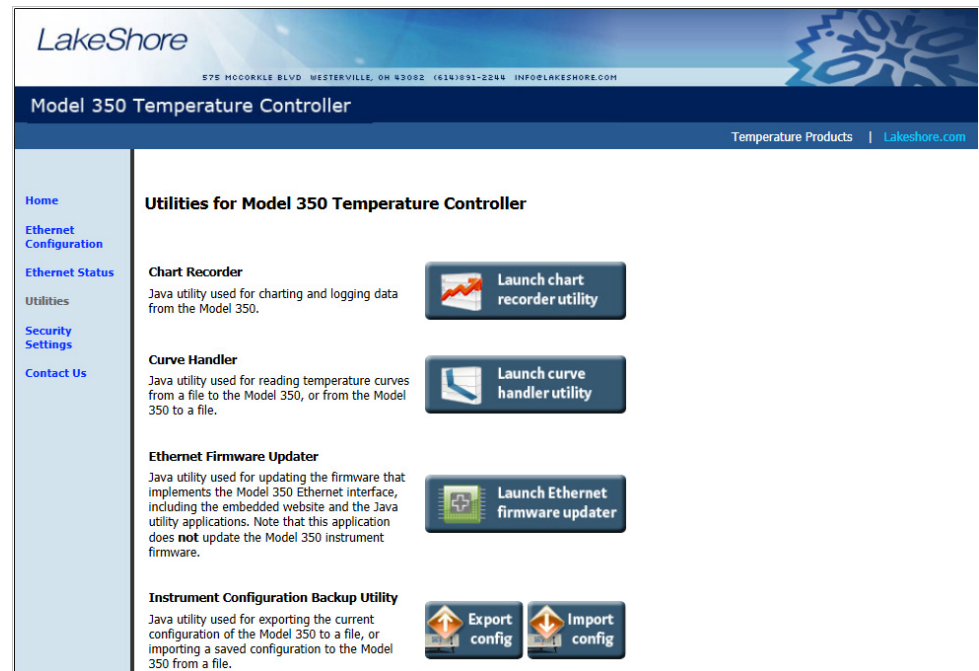 LakeShore
575 MCCORKLE BLVD WESTERVILLE, OH 43082 (614)891-2244 INFO@LAKESHORE.COM
Model 350 Temperature Controller
Temperature Products | Lakeshore.com
Home
Ethernet
Configuration
Ethernet Status
Utilities
Security
Settings
Contact Us
Utilities for Model 350 Temperature Controller
Chart Recorder
Java utility used for charting and logging data
from the Model 350.
Launch chart
recorder utility
Curve Handler
Java utility used for reading temperature curves
from a file to the Model 350, or from the Model
350 to a file.
Launch curve
handler utility
Ethernet Firmware Updater
Java utility used for updating the firmware that
implements the Model 350 Ethernet interface,
including the embedded website and the Java
utility applications. Note that this application
does not update the Model 350 instrument
firmware.
Launch Ethernet
firmware updater
Instrument Configuration Backup Utility
Java utility used for exporting the current
configuration of the Model 350 to a file, or
importing a saved configuration to the Model
350 from a file.
Export
config
Import
config